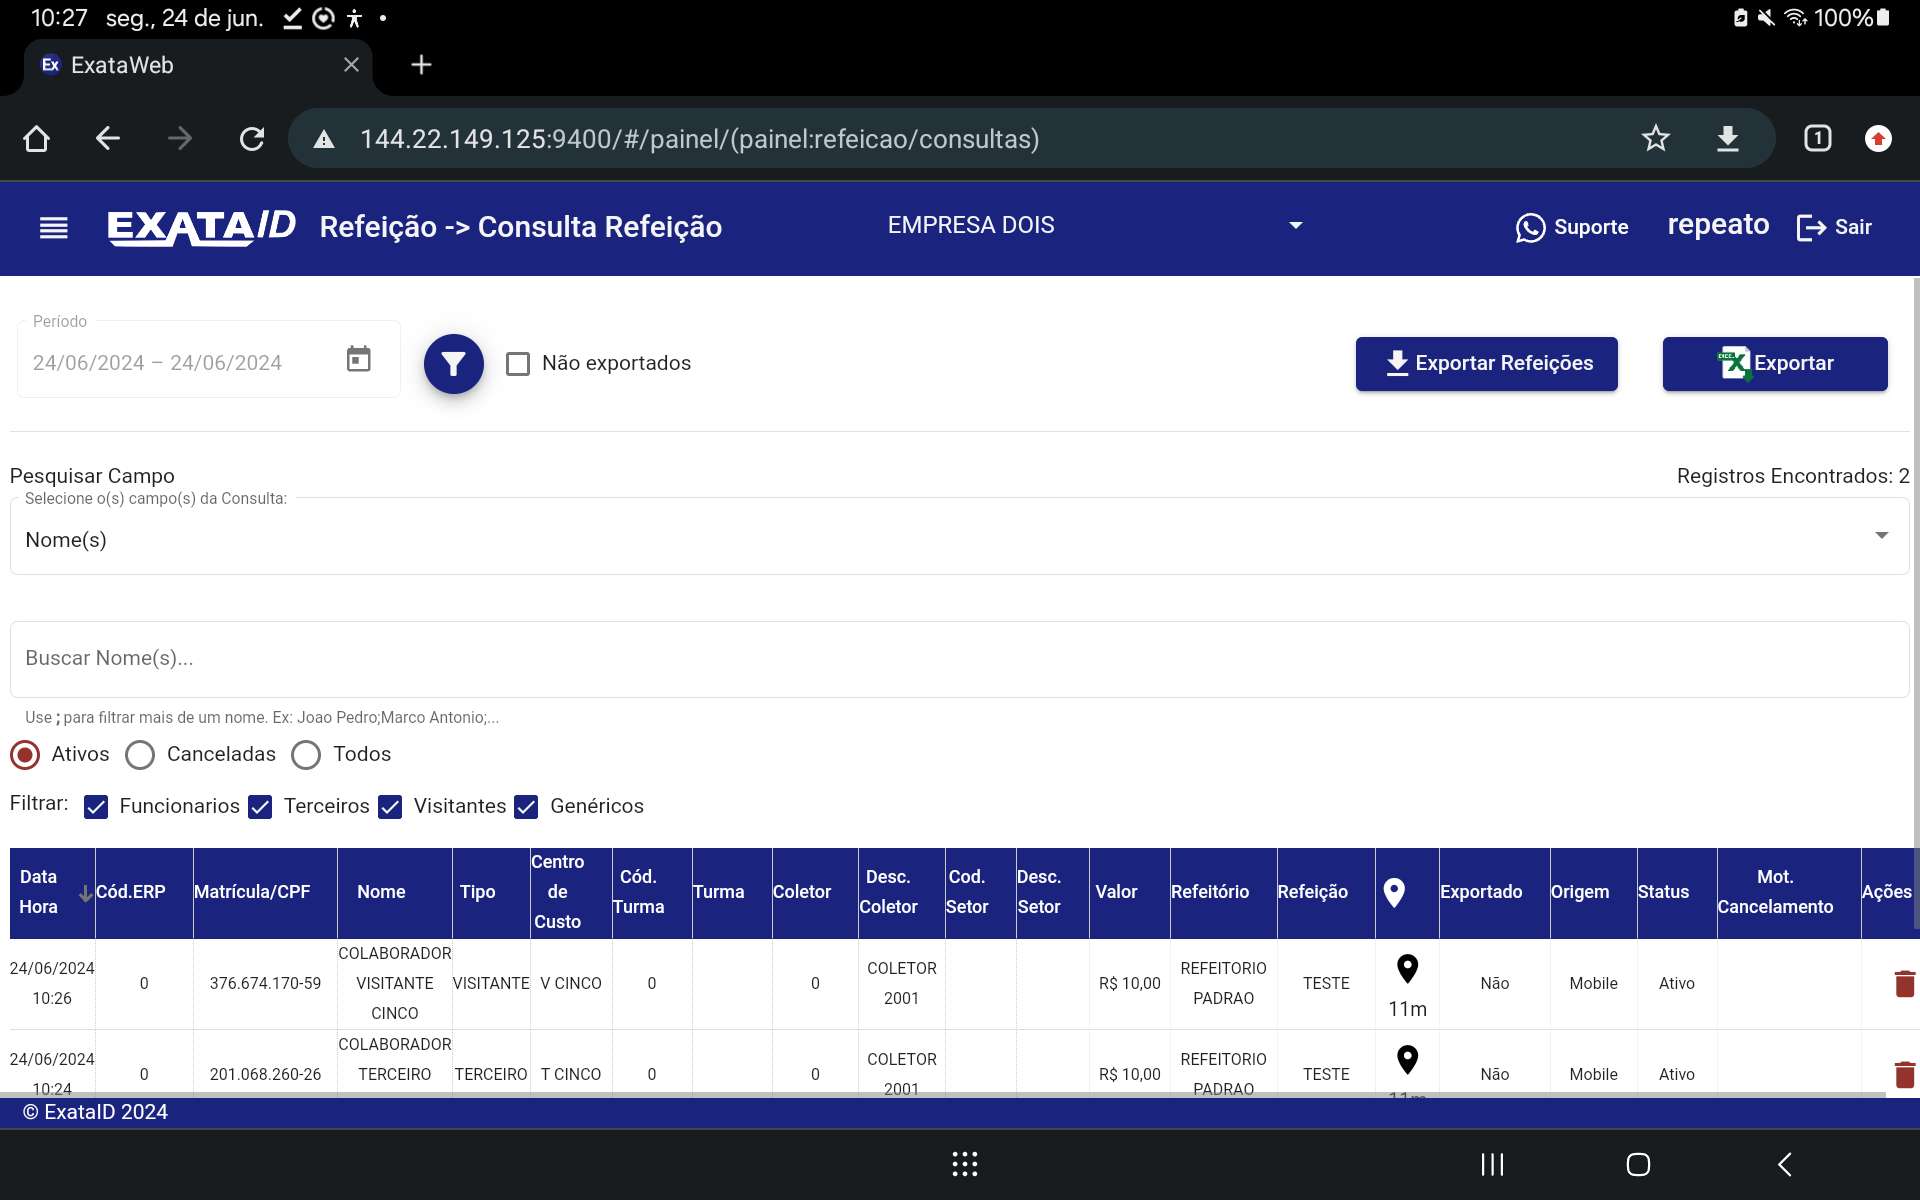 10:27 seg., 24 de jun.
100%
Ex ExataWeb
144.22.149.125:9400/#/painel/(painel:refeicao/consultas)
1
EXATA/D Refeição -> Consulta Refeição EMPRESA DOIS Suporte repeato Sair
Período
24/06/2024 – 24/06/2024
Não exportados
Exportar Refeições
Exportar
Pesquisar Campo
Registros Encontrados: 2
Selecione o(s) campo(s) da Consulta:
Nome(s)
Buscar Nome(s)...
Use ; para filtrar mais de um nome. Ex: Joao Pedro;Marco Antonio;...
Ativos Canceladas Todos
Filtrar: Funcionarios Terceiros Visitantes Genéricos
Data Hora Cód.ERP Matrícula/CPF Nome Tipo Centro de Custo Cód. Turma Turma Coletor Desc. Coletor Cod. Setor Desc. Setor Valor Refeitório Refeição Exportado Origem Status Mot. Cancelamento Ações
24/06/2024 10:26 0 376.674.170-59 COLABORADOR VISITANTE CINCO VISITANTE V CINCO 0 0 COLETOR 2001 R$ 10,00 REFEITORIO PADRAO TESTE 11m Não Mobile Ativo
24/06/2024 10:24 0 201.068.260-26 COLABORADOR TERCEIRO TERCEIRO T CINCO 0 0 COLETOR 2001 R$ 10,00 REFEITORIO PADRAO TESTE 11m Não Mobile Ativo
© ExataID 2024